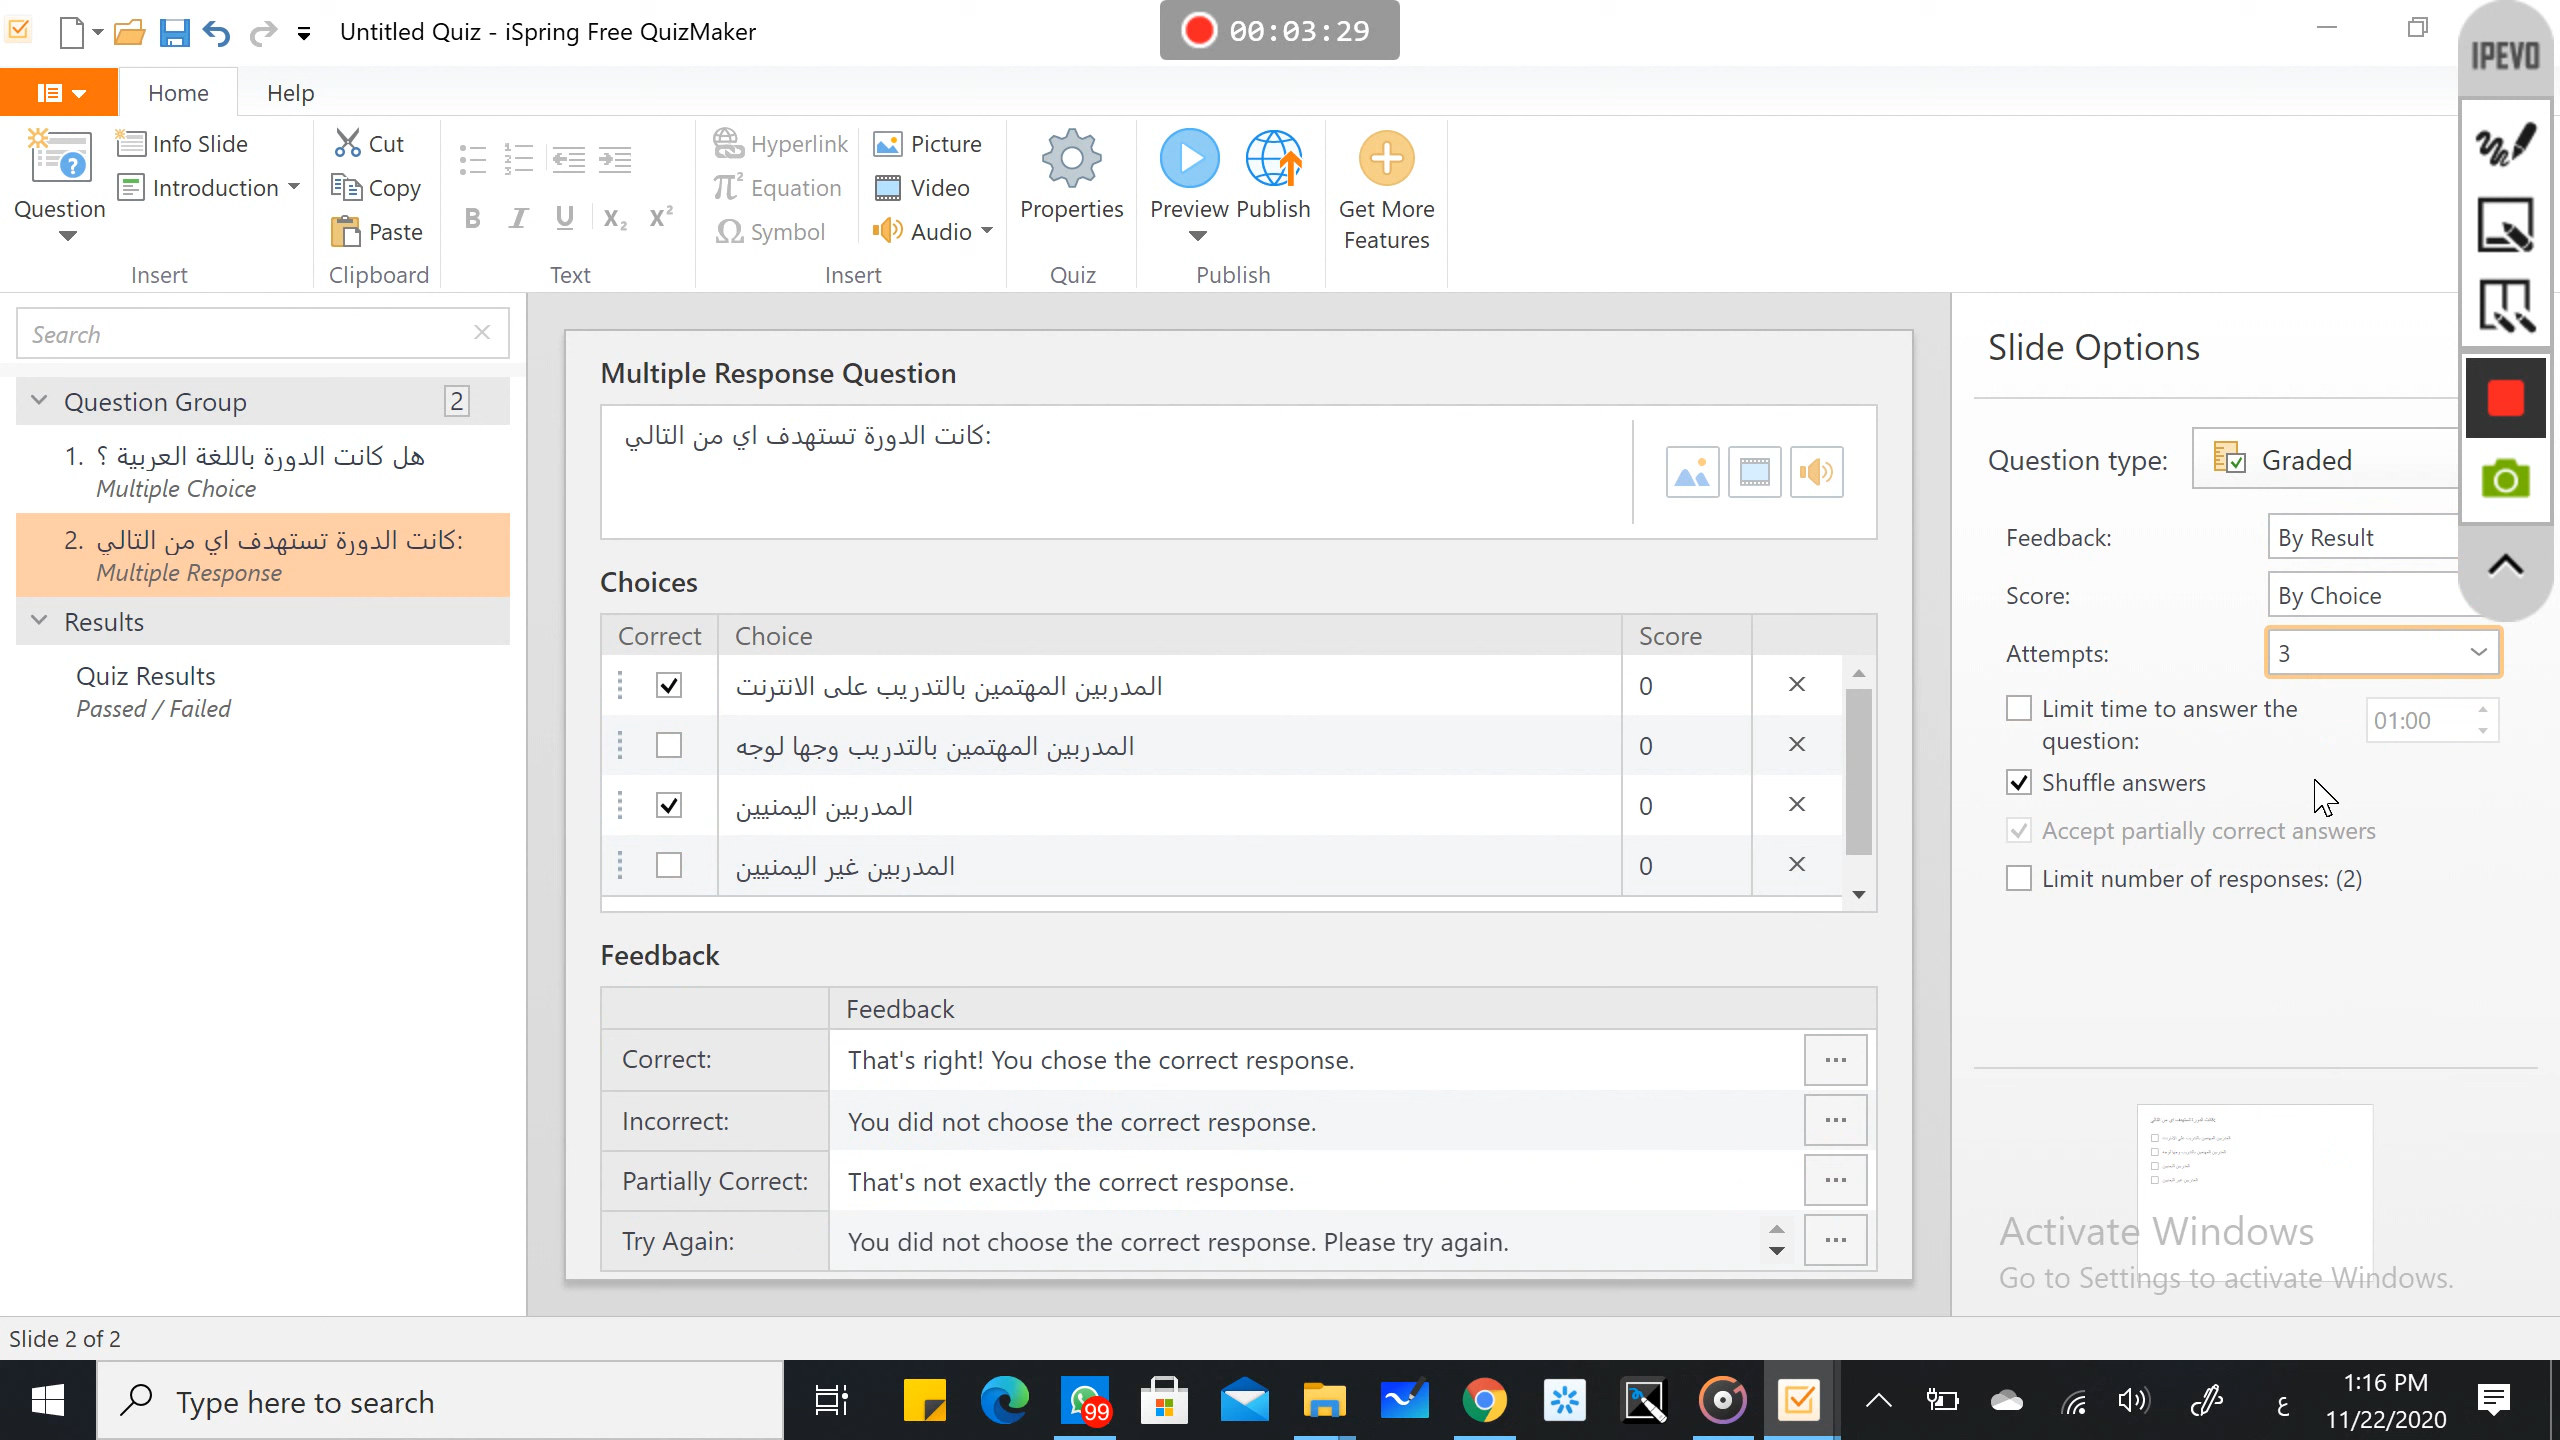 Untitled Quiz - iSpring Free QuizMaker
00:03:29
IPEVO
Home
Help
Question
Info Slide
Introduction
Insert
Cut
Copy
Paste
Clipboard
B I U X₂ X²
Text
Hyperlink
Equation
Symbol
Picture
Video
Audio
Insert
Properties
Quiz
Preview
Publish
Publish
Get More
Features
Search
Question Group
2
1. هل كانت الدورة باللغة العربية ؟
Multiple Choice
2. كانت الدورة تستهدف اي من التالي:
Multiple Response
Results
Quiz Results
Passed / Failed
Multiple Response Question
كانت الدورة تستهدف اي من التالي:
Choices
Correct
Choice
Score
المدربين المهتمين بالتدريب على الانترنت
0
المدربين المهتمين بالتدريب وجها لوجه
0
المدربين اليمنيين
0
المدربين غير اليمنيين
0
Feedback
Feedback
Correct:
That's right! You chose the correct response.
Incorrect:
You did not choose the correct response.
Partially Correct:
That's not exactly the correct response.
Try Again:
You did not choose the correct response. Please try again.
Slide Options
Question type:
Graded
Feedback:
By Result
Score:
By Choice
Attempts:
3
Limit time to answer the
question:
01:00
Shuffle answers
Accept partially correct answers
Limit number of responses: (2)
Activate Windows
Go to Settings to activate Windows.
Slide 2 of 2
Type here to search
99
ع
1:16 PM
11/22/2020